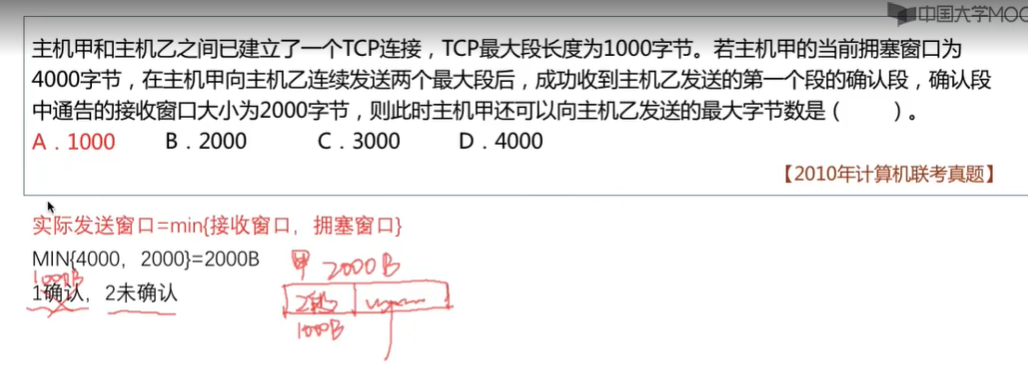 中国大学MOO
主机甲和主机乙之间已建立了一个TCP连接，TCP最大段长度为1000字节。若主机甲的当前拥塞窗口为
4000字节，在主机甲向主机乙连续发送两个最大段后，成功收到主机乙发送的第一个段的确认段，确认段
中通告的接收窗口大小为2000字节，则此时主机甲还可以向主机乙发送的最大字节数是（　　）。
A．1000 B．2000 C．3000 D．4000
【2010年计算机联考真题】
实际发送窗口=min{接收窗口，拥塞窗口}
MIN{4000，2000}=2000B
甲 2000B
1000B
1确认，2未确认
1000B